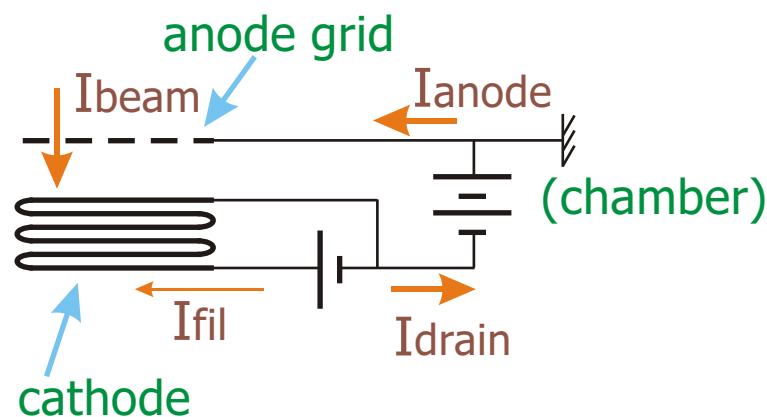 anode grid
Ibeam
Ianode
(chamber)
Ifil
Idrain
cathode